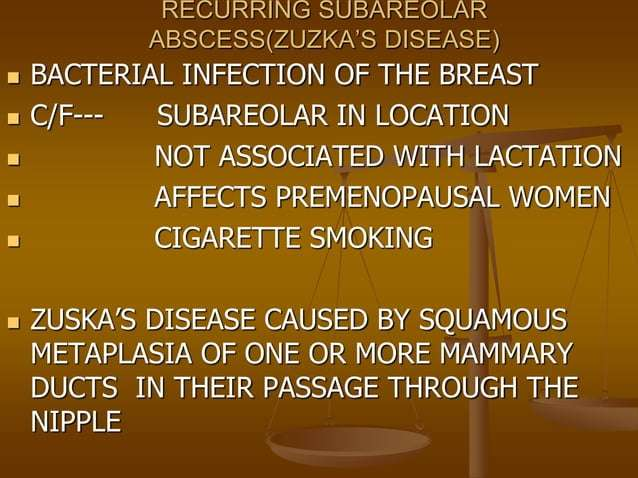 RECURRING SUBAREOLAR
ABSCESS(ZUZKA'S DISEASE)
BACTERIAL INFECTION OF THE BREAST
C/F--- SUBAREOLAR IN LOCATION
NOT ASSOCIATED WITH LACTATION
AFFECTS PREMENOPAUSAL WOMEN
CIGARETTE SMOKING
ZUSKA'S DISEASE CAUSED BY SQUAMOUS
METAPLASIA OF ONE OR MORE MAMMARY
DUCTS IN THEIR PASSAGE THROUGH THE
NIPPLE